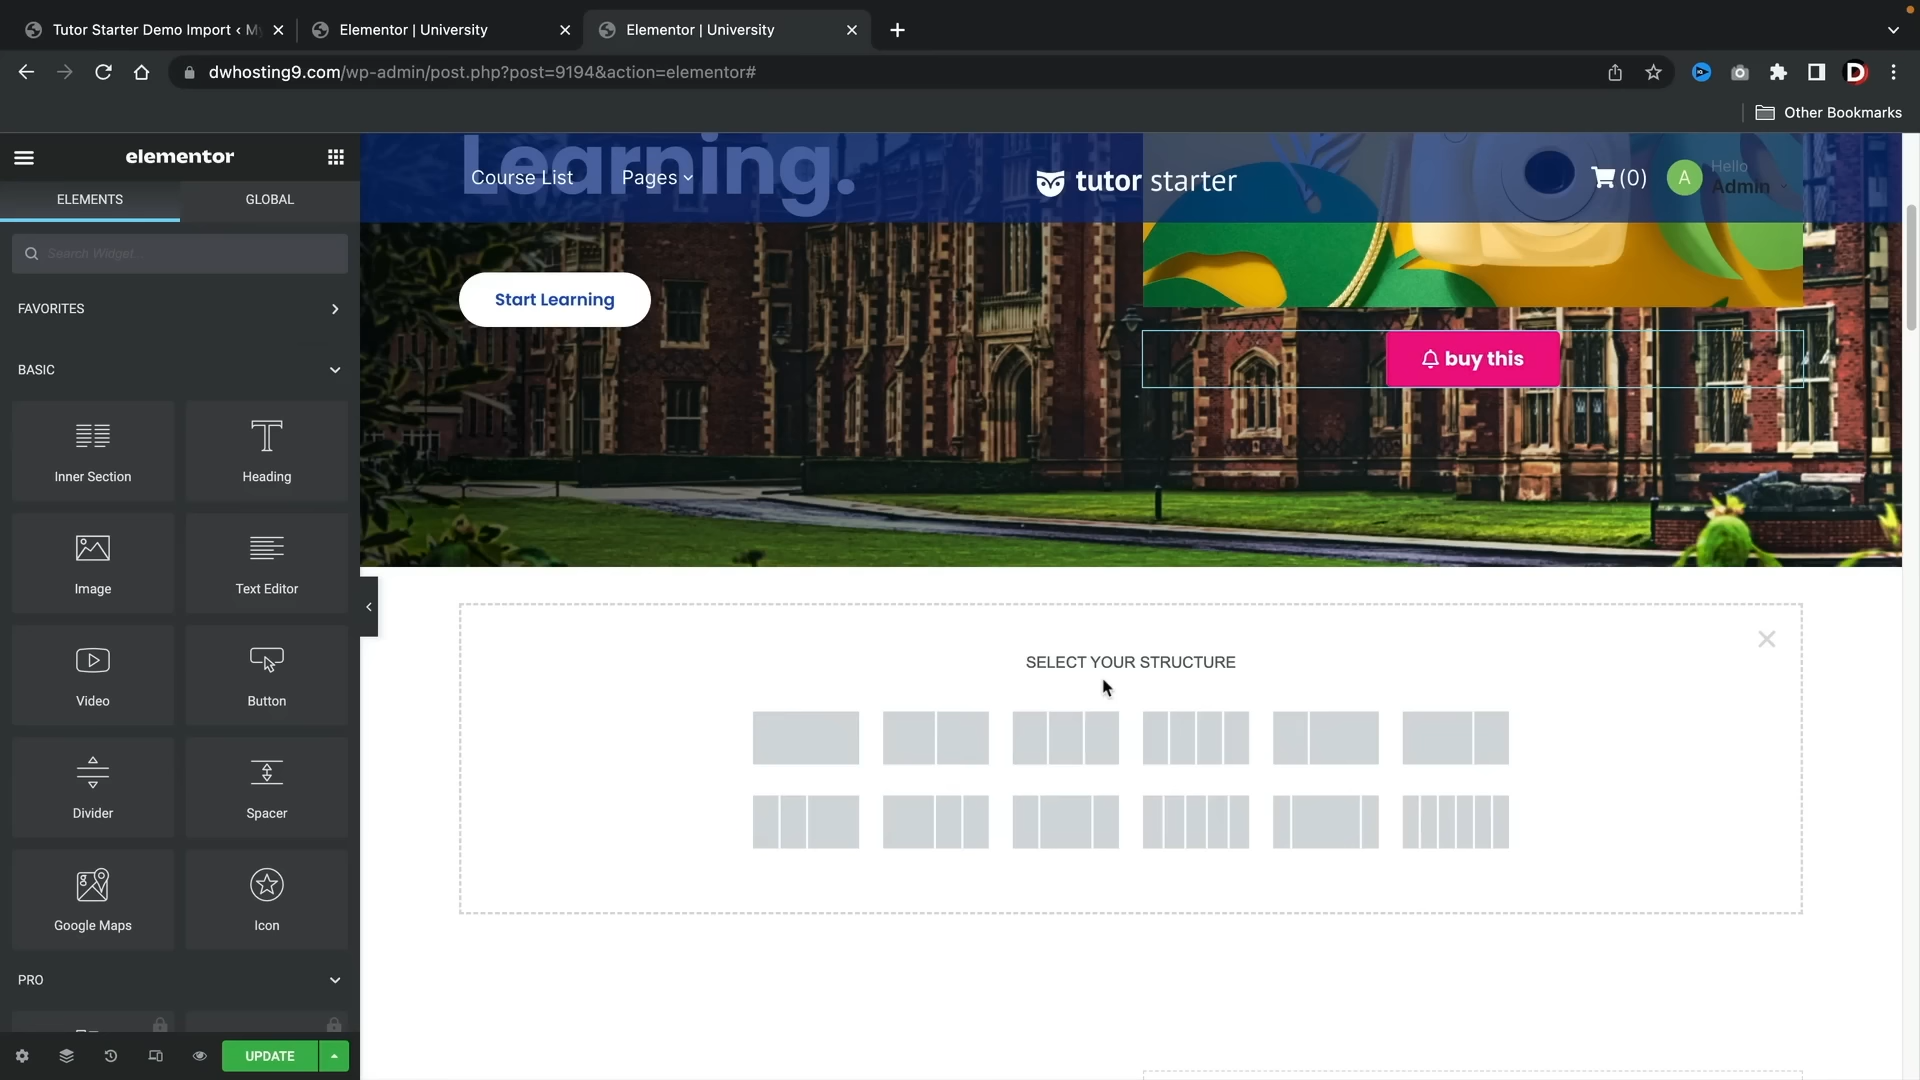 Tutor Starter Demo Import ‹ My
Elementor | University
Elementor | University
dwhosting9.com/wp-admin/post.php?post=9194&action=elementor#
Other Bookmarks
elementor
ELEMENTS
GLOBAL
Search Widget...
FAVORITES
BASIC
Inner Section
Heading
Image
Text Editor
Video
Button
Divider
Spacer
Google Maps
Icon
PRO
UPDATE
Learning.
Course List
Pages
tutor starter
(0)
A
Hello
Admin
Start Learning
buy this
SELECT YOUR STRUCTURE